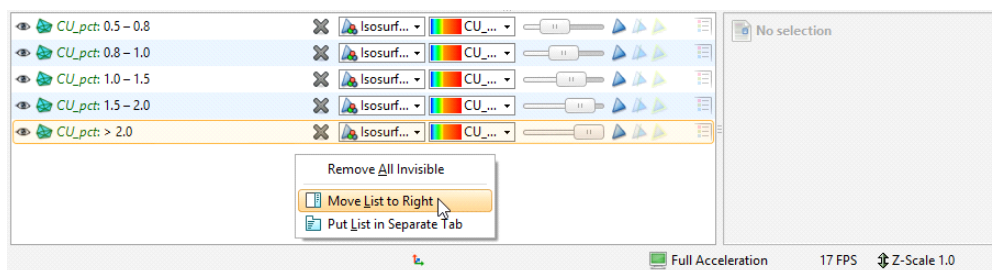 CU_pct: 0.5 – 0.8 Isosurf... CU_...
CU_pct: 0.8 – 1.0 Isosurf... CU_...
CU_pct: 1.0 – 1.5 Isosurf... CU_...
CU_pct: 1.5 – 2.0 Isosurf... CU_...
CU_pct: > 2.0 Isosurf... CU_...
No selection
Remove All Invisible
Move List to Right
Put List in Separate Tab
Full Acceleration 17 FPS Z-Scale 1.0